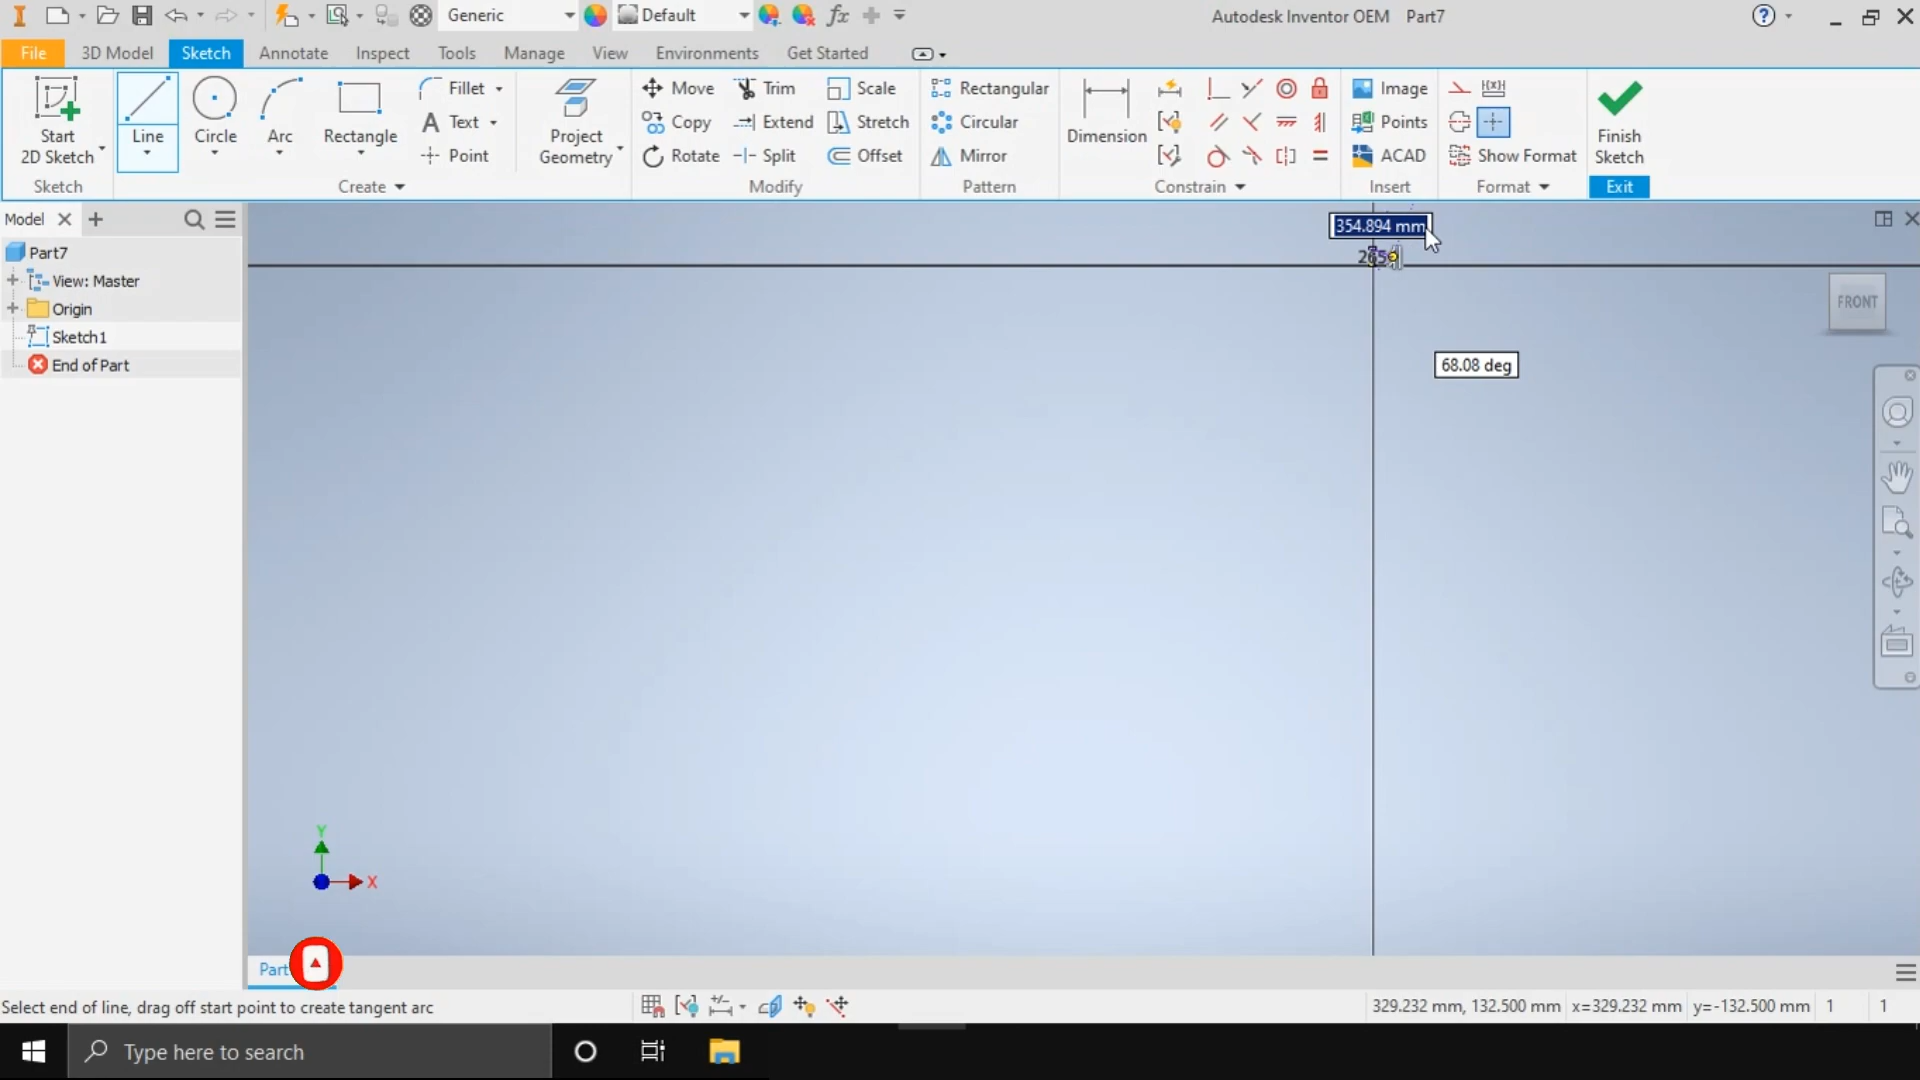 Generic
Default
fx
Autodesk Inventor OEM Part7
File
3D Model
Sketch
Annotate
Inspect
Tools
Manage
View
Environments
Get Started
Start
2D Sketch
Line
Circle
Arc
Rectangle
Fillet
Text
Point
Project
Geometry
Move
Copy
Rotate
Trim
Extend
Split
Scale
Stretch
Offset
Rectangular
Circular
Mirror
Dimension
Image
Points
ACAD
Show Format
Finish
Sketch
Sketch
Create
Modify
Pattern
Constrain
Insert
Format
Exit
Model
Part7
View: Master
Origin
Sketch1
End of Part
354.894 mm
68.08 deg
FRONT
Y
X
Part
Select end of line, drag off start point to create tangent arc
329.232 mm, 132.500 mm x=329.232 mm y=-132.500 mm 1 1
Type here to search